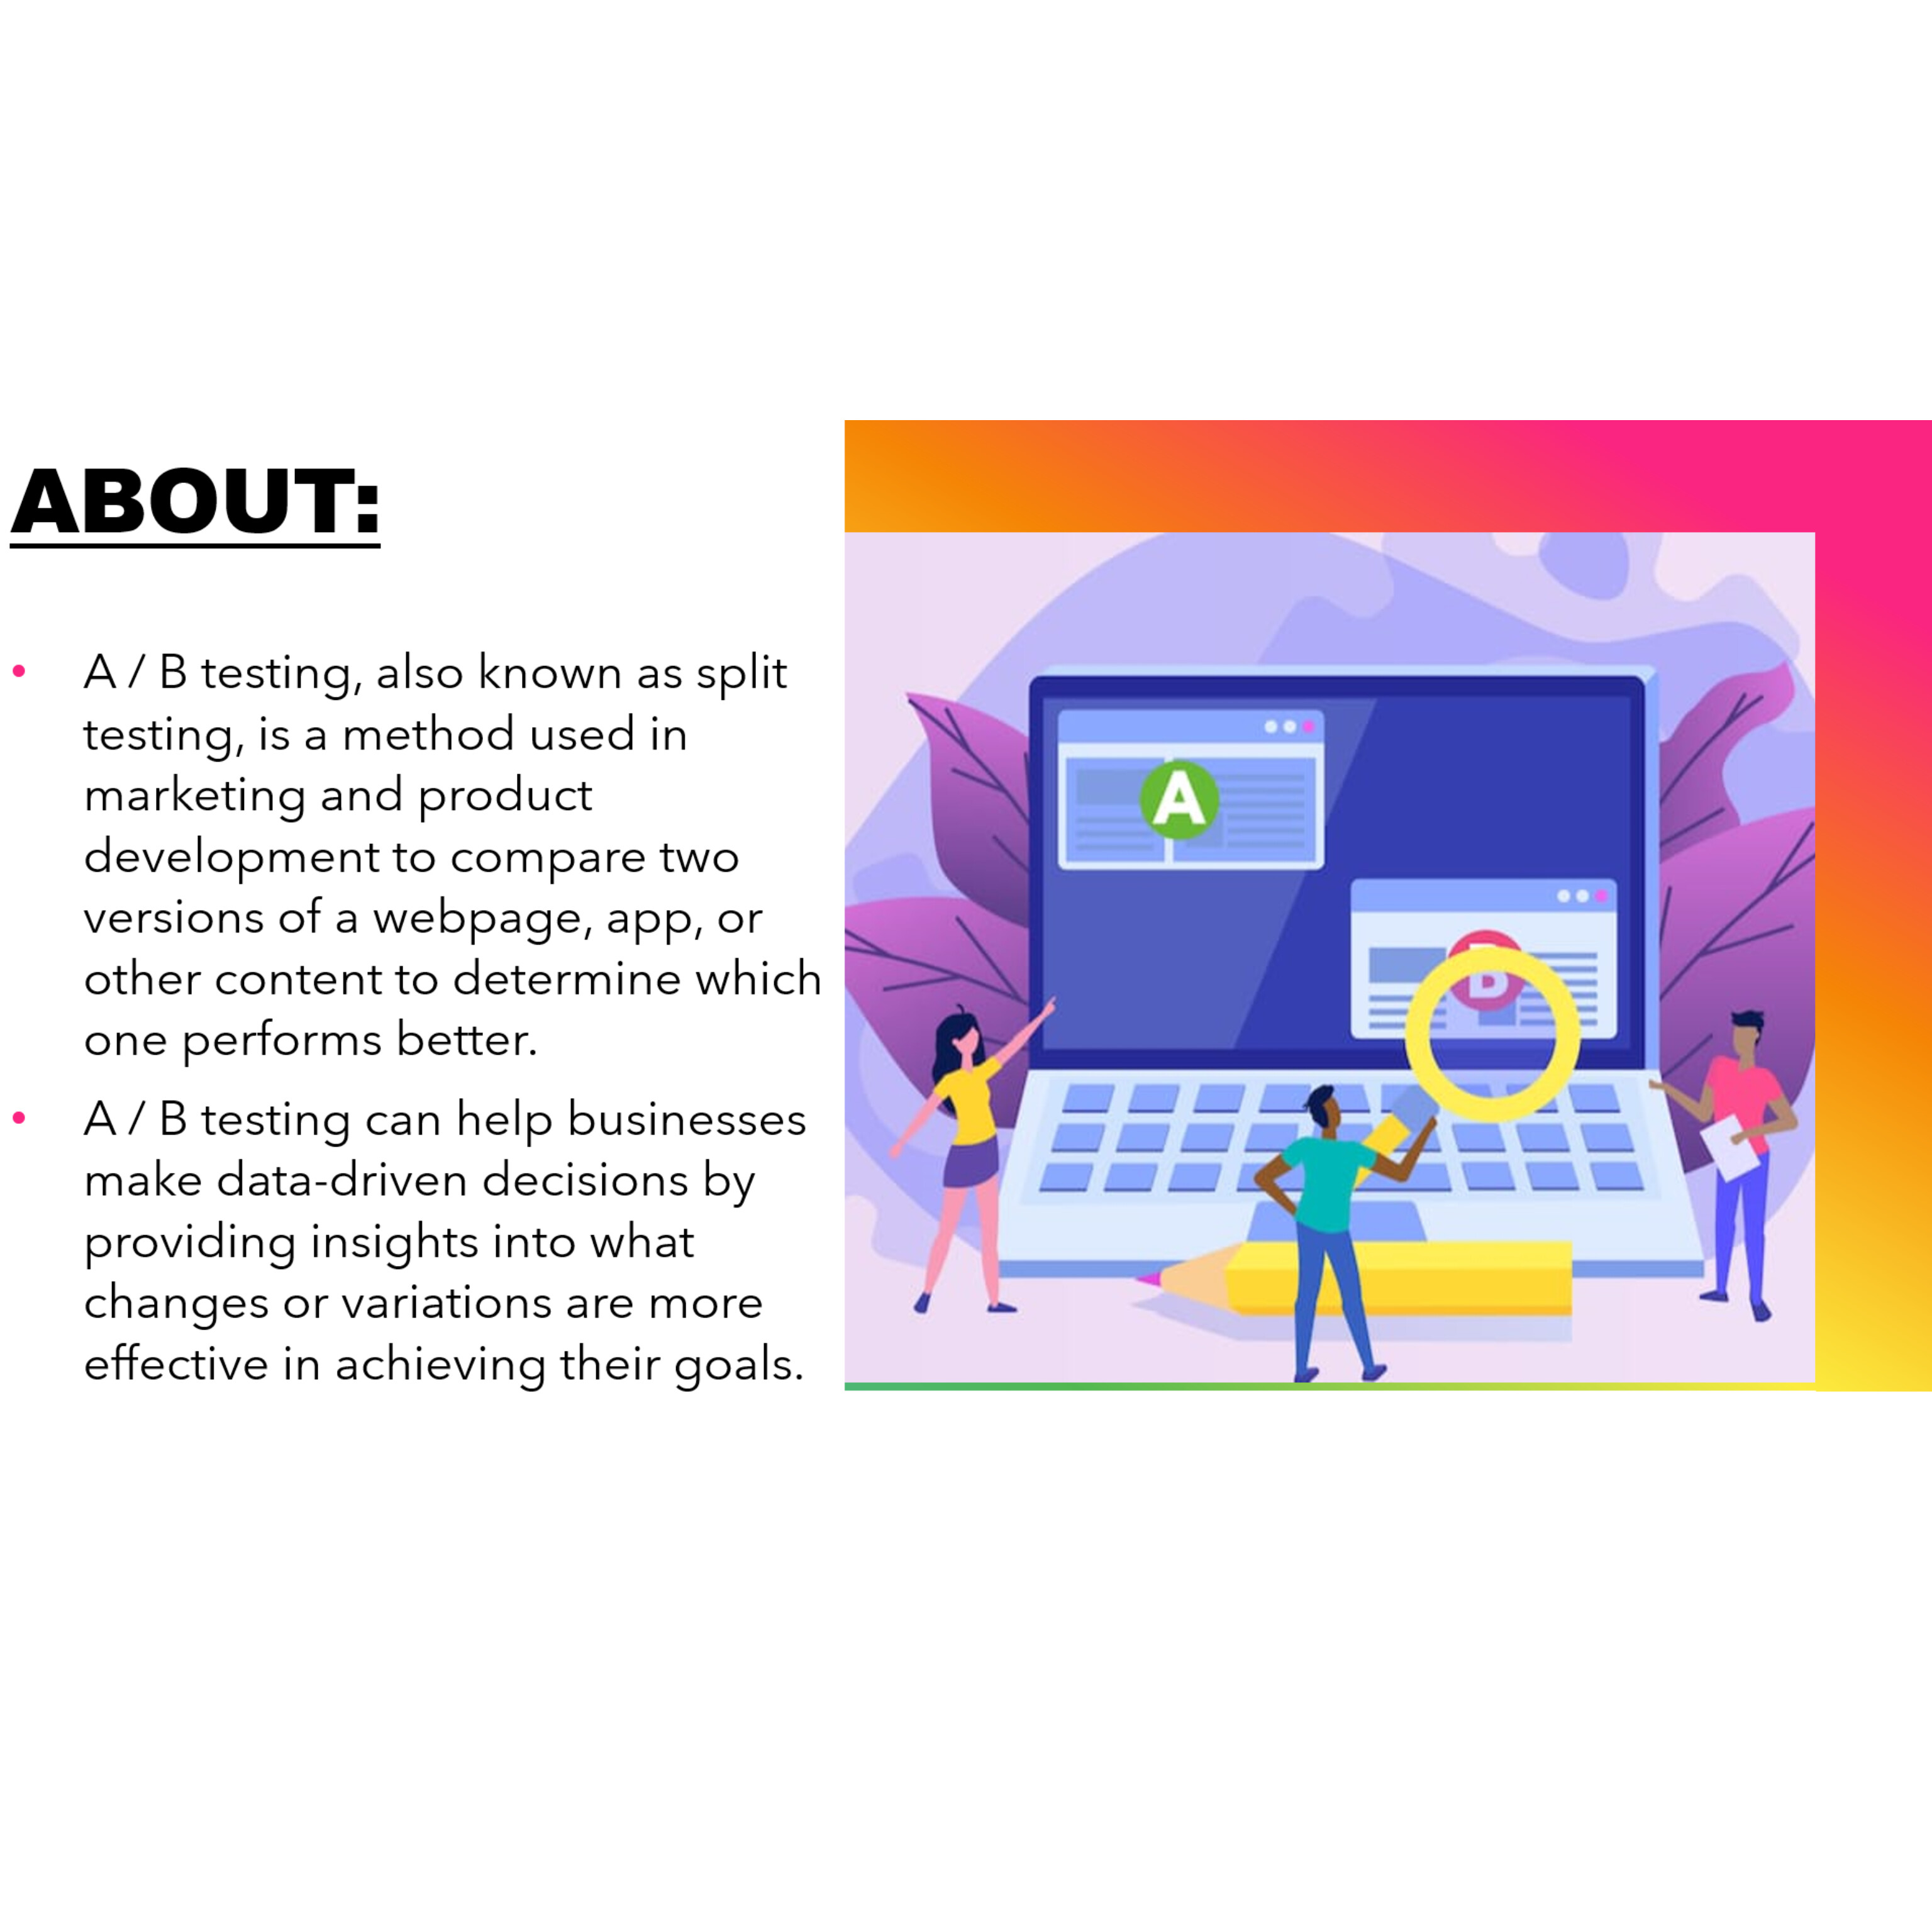 ABOUT:
• A / B testing, also known as split
testing, is a method used in
marketing and product
development to compare two
versions of a webpage, app, or
other content to determine which
one performs better.
• A / B testing can help businesses
make data-driven decisions by
providing insights into what
changes or variations are more
effective in achieving their goals.
A
B